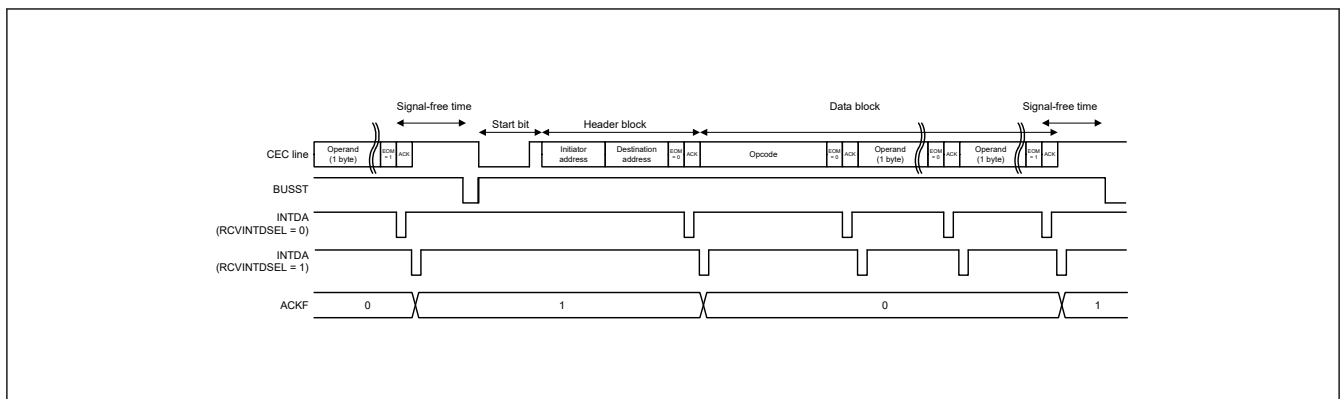 Signal-free time
Data block
Signal-free time
Start bit
Header block
CEC line
Operand
(1 byte)
EOM
= 1
ACK
Initiator
address
Destination
address
EOM
= 0
ACK
Opcode
EOM
= 0
ACK
Operand
(1 byte)
EOM
= 0
ACK
Operand
(1 byte)
EOM
= 1
ACK
BUSST
INTDA
(RCVINTDSEL = 0)
INTDA
(RCVINTDSEL = 1)
ACKF
0
1
0
1